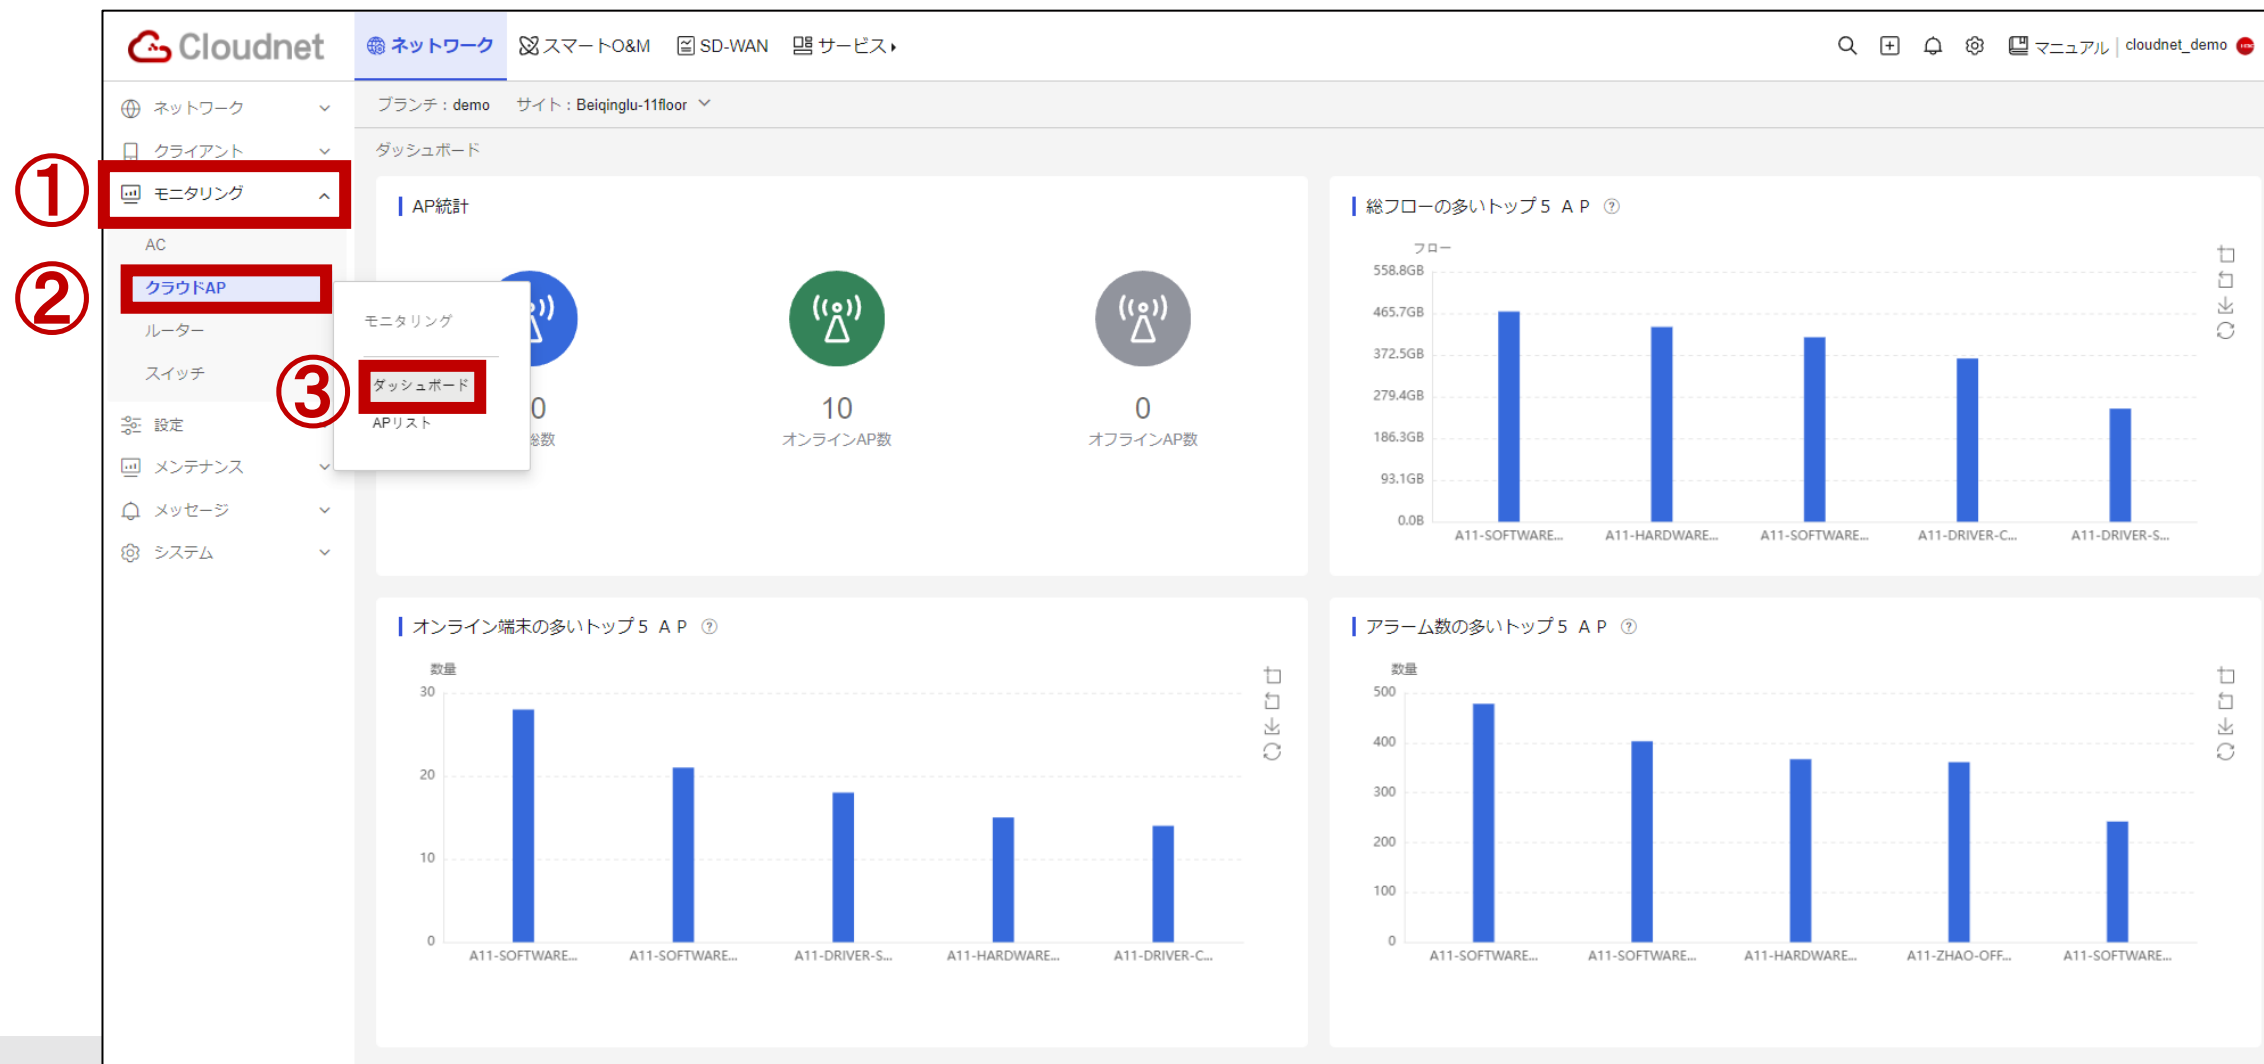 Cloudnet
ネットワーク スマートO&M SD-WAN サービス
マニュアル cloudnet_demo
ネットワーク
クライアント
① モニタリング
AC
② クラウドAP
ルーター
スイッチ
設定
メンテナンス
メッセージ
システム
モニタリング
③ ダッシュボード
APリスト
ブランチ：demo サイト：Beiqinglu-11floor
ダッシュボード
AP統計
0 10 0
総数 オンラインAP数 オフラインAP数
総フローの多いトップ５ ＡＰ ?
フロー
558.8GB
465.7GB
372.5GB
279.4GB
186.3GB
93.1GB
0.0B
A11-SOFTWARE... A11-HARDWARE... A11-SOFTWARE... A11-DRIVER-C... A11-DRIVER-S...
オンライン端末の多いトップ５ ＡＰ ?
数量
30
20
10
0
A11-SOFTWARE... A11-SOFTWARE... A11-DRIVER-S... A11-HARDWARE... A11-DRIVER-C...
アラーム数の多いトップ５ ＡＰ ?
数量
500
400
300
200
100
0
A11-SOFTWARE... A11-SOFTWARE... A11-HARDWARE... A11-ZHAO-OFF... A11-SOFTWARE...